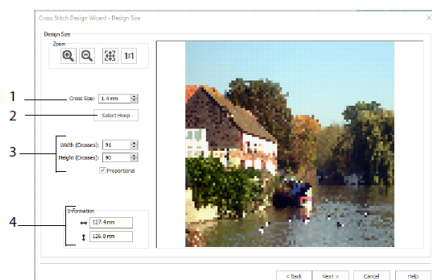 Cross Stitch Design Wizard - Design Size
Design Size
Zoom
1:1
1
Cross Size: 1.4 mm
2
Select Hoop
3
Width (Crosses): 91
Height (Crosses): 90
Proportional
4
Information
127.4 mm
126.0 mm
< Back Next > Cancel Help